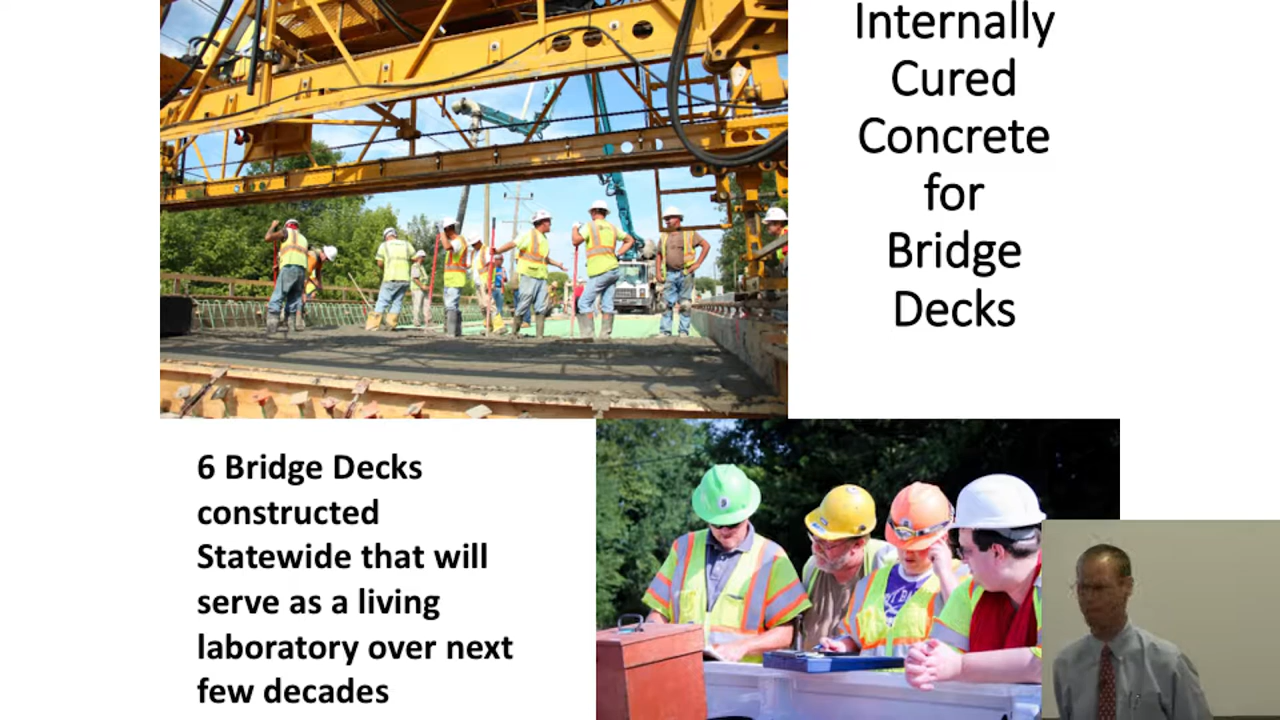 Internally
Cured
Concrete
for
Bridge
Decks
6 Bridge Decks
constructed
Statewide that will
serve as a living
laboratory over next
few decades